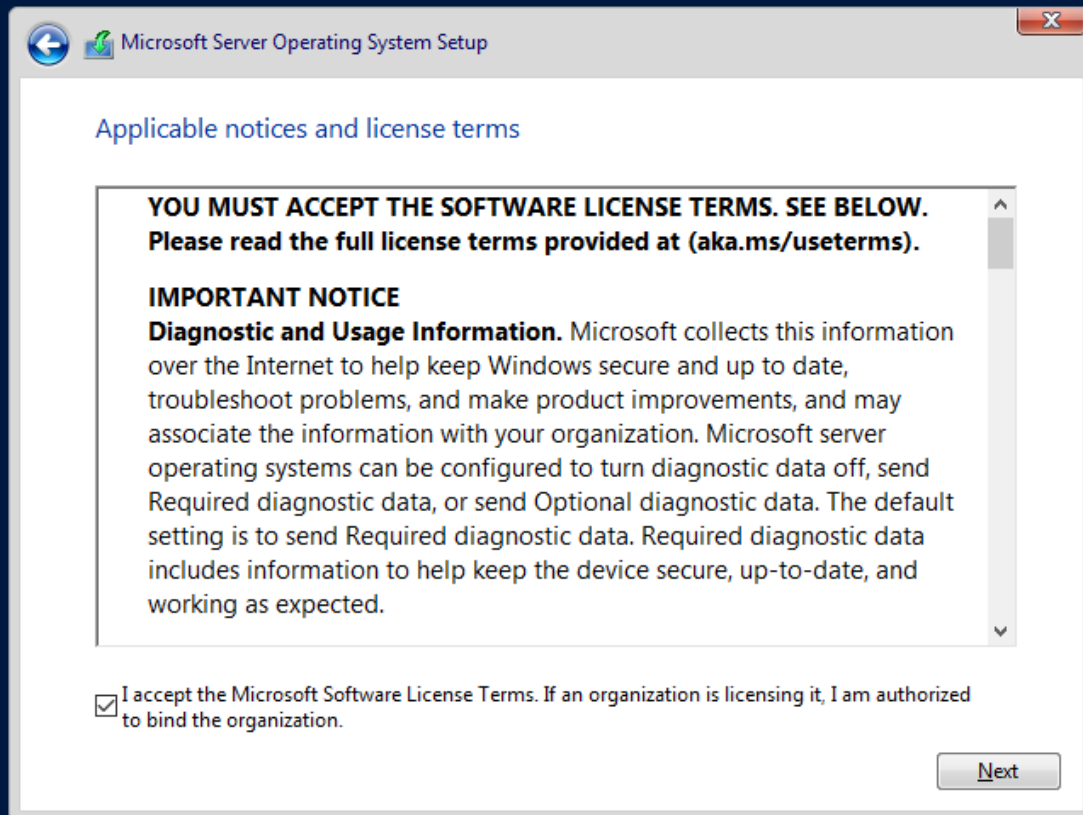 Microsoft Server Operating System Setup
Applicable notices and license terms
YOU MUST ACCEPT THE SOFTWARE LICENSE TERMS. SEE BELOW.
Please read the full license terms provided at (aka.ms/useterms).
IMPORTANT NOTICE
Diagnostic and Usage Information. Microsoft collects this information
over the Internet to help keep Windows secure and up to date,
troubleshoot problems, and make product improvements, and may
associate the information with your organization. Microsoft server
operating systems can be configured to turn diagnostic data off, send
Required diagnostic data, or send Optional diagnostic data. The default
setting is to send Required diagnostic data. Required diagnostic data
includes information to help keep the device secure, up-to-date, and
working as expected.
I accept the Microsoft Software License Terms. If an organization is licensing it, I am authorized
to bind the organization.
Next